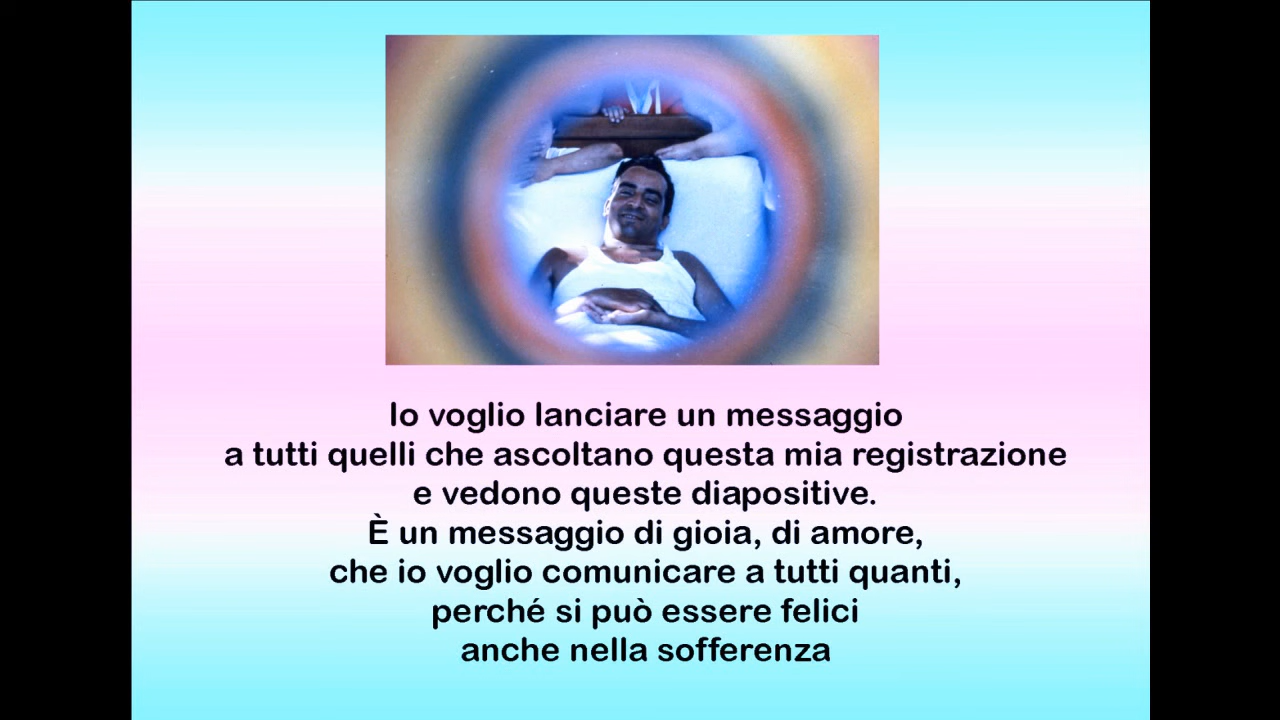 Io voglio lanciare un messaggio
a tutti quelli che ascoltano questa mia registrazione
e vedono queste diapositive.
È un messaggio di gioia, di amore,
che io voglio comunicare a tutti quanti,
perché si può essere felici
anche nella sofferenza